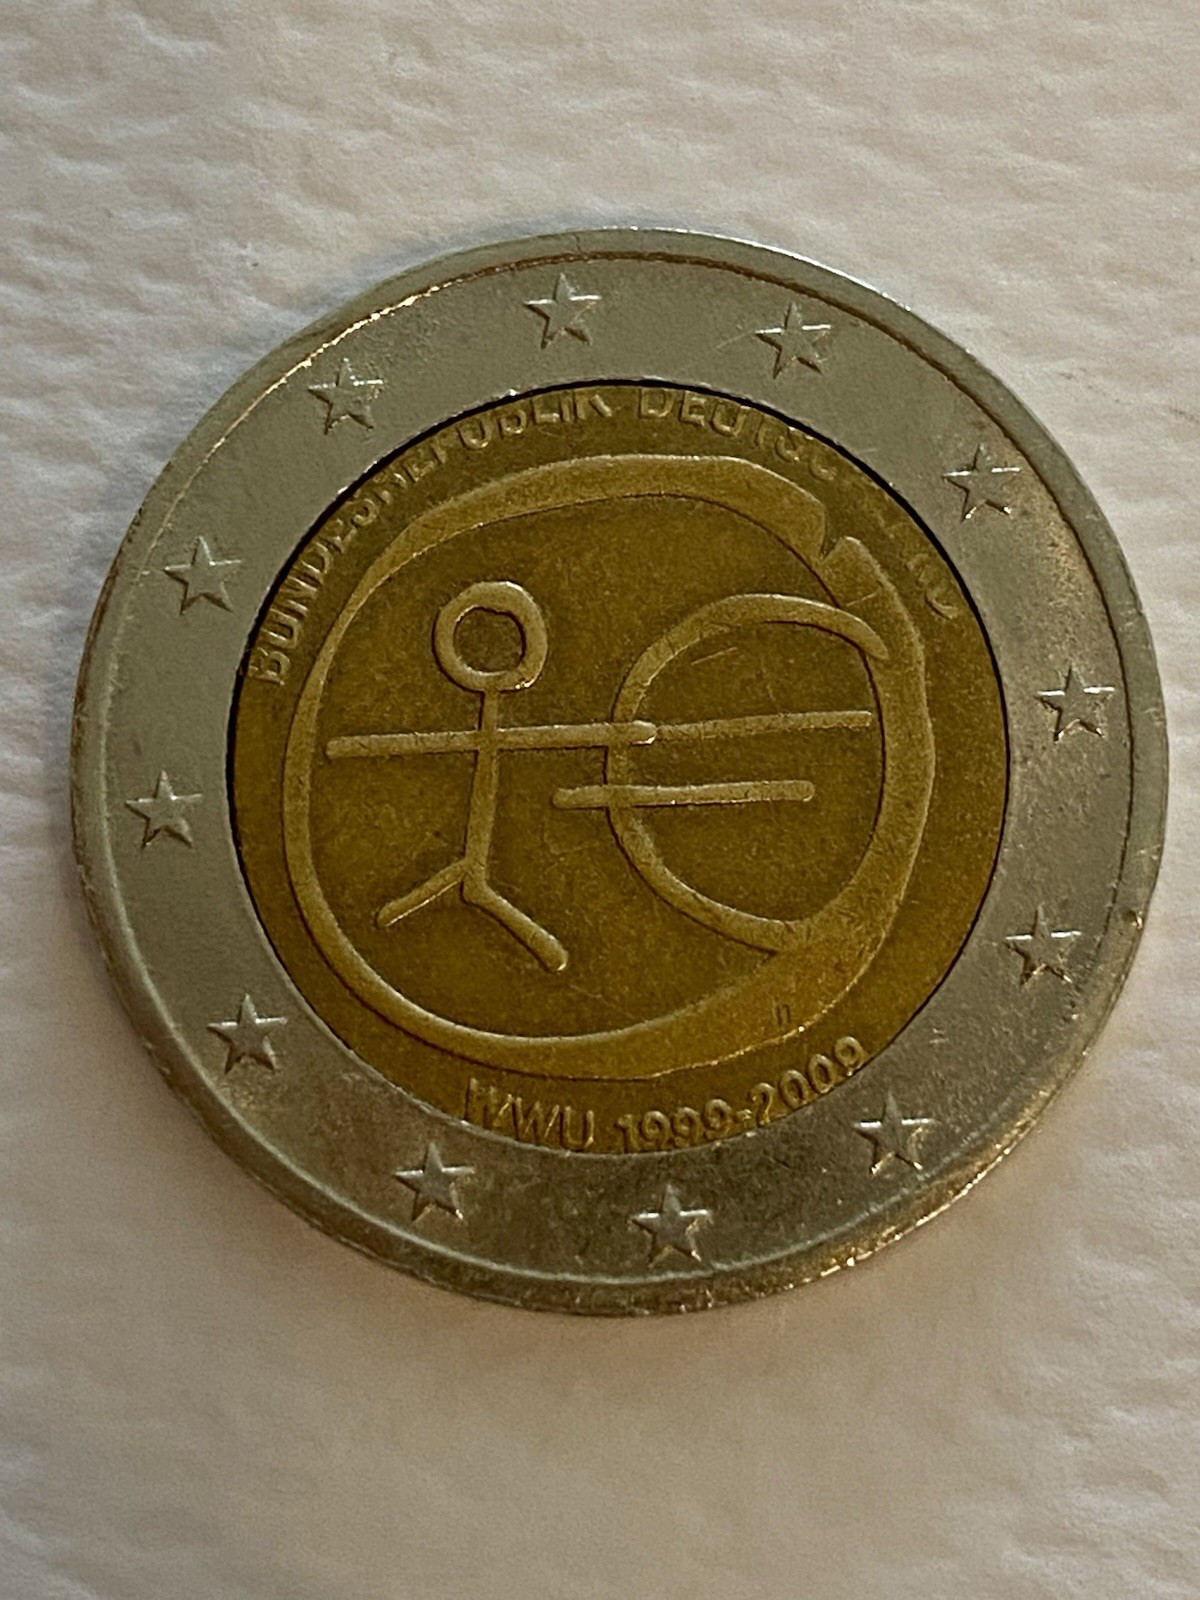 BUNDESREPUBLIK DEUTSCHLAND
WWU 1999-2009